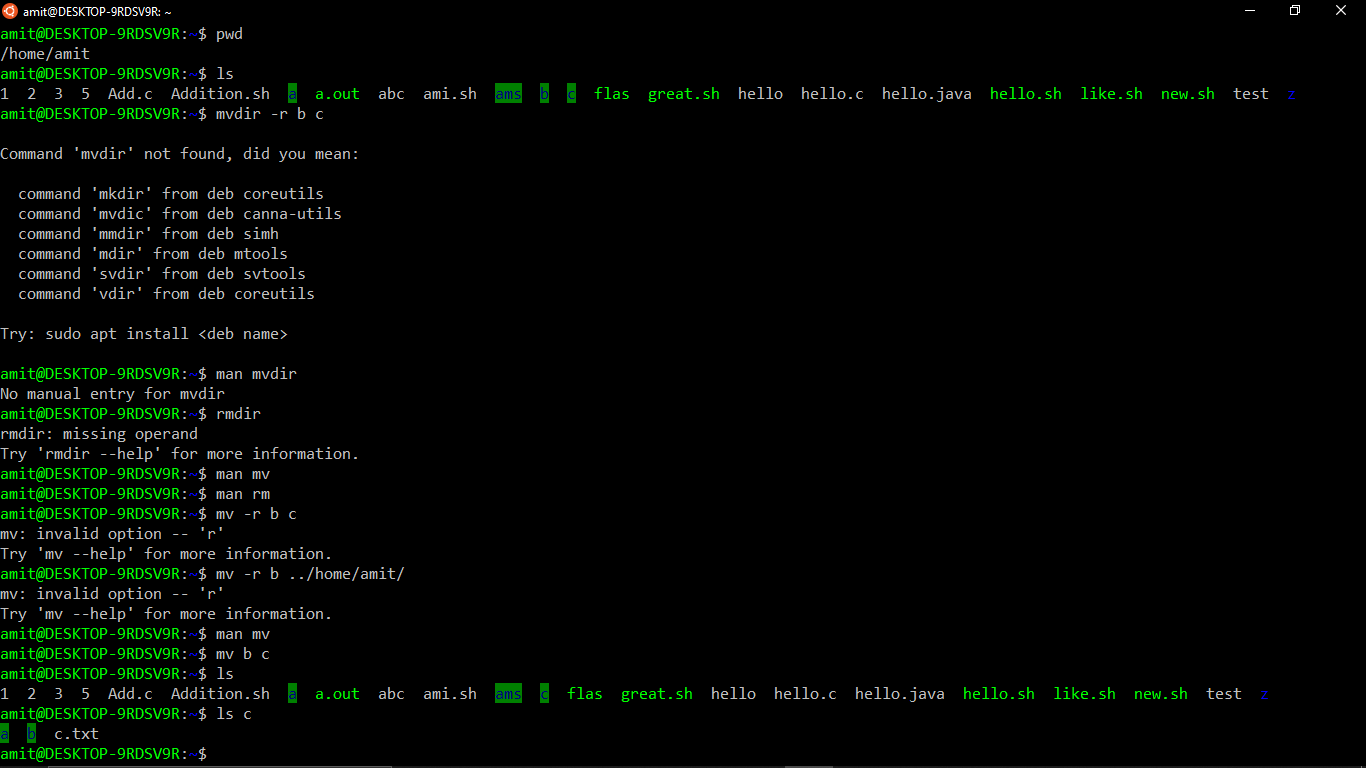 amit@DESKTOP-9RDSV9R: ~
amit@DESKTOP-9RDSV9R:~$ pwd
/home/amit
amit@DESKTOP-9RDSV9R:~$ ls
1  2  3  5  Add.c  Addition.sh  a  a.out  abc  ami.sh  ams  b  c  flas  great.sh  hello  hello.c  hello.java  hello.sh  like.sh  new.sh  test  z
amit@DESKTOP-9RDSV9R:~$ mvdir -r b c
Command 'mvdir' not found, did you mean:
  command 'mkdir' from deb coreutils
  command 'mvdic' from deb canna-utils
  command 'mmdir' from deb simh
  command 'mdir' from deb mtools
  command 'svdir' from deb svtools
  command 'vdir' from deb coreutils
Try: sudo apt install <deb name>
amit@DESKTOP-9RDSV9R:~$ man mvdir
No manual entry for mvdir
amit@DESKTOP-9RDSV9R:~$ rmdir
rmdir: missing operand
Try 'rmdir --help' for more information.
amit@DESKTOP-9RDSV9R:~$ man mv
amit@DESKTOP-9RDSV9R:~$ man rm
amit@DESKTOP-9RDSV9R:~$ mv -r b c
mv: invalid option -- 'r'
Try 'mv --help' for more information.
amit@DESKTOP-9RDSV9R:~$ mv -r b ../home/amit/
mv: invalid option -- 'r'
Try 'mv --help' for more information.
amit@DESKTOP-9RDSV9R:~$ man mv
amit@DESKTOP-9RDSV9R:~$ mv b c
amit@DESKTOP-9RDSV9R:~$ ls
1  2  3  5  Add.c  Addition.sh  a  a.out  abc  ami.sh  ams  c  flas  great.sh  hello  hello.c  hello.java  hello.sh  like.sh  new.sh  test  z
amit@DESKTOP-9RDSV9R:~$ ls c
a  b  c.txt
amit@DESKTOP-9RDSV9R:~$